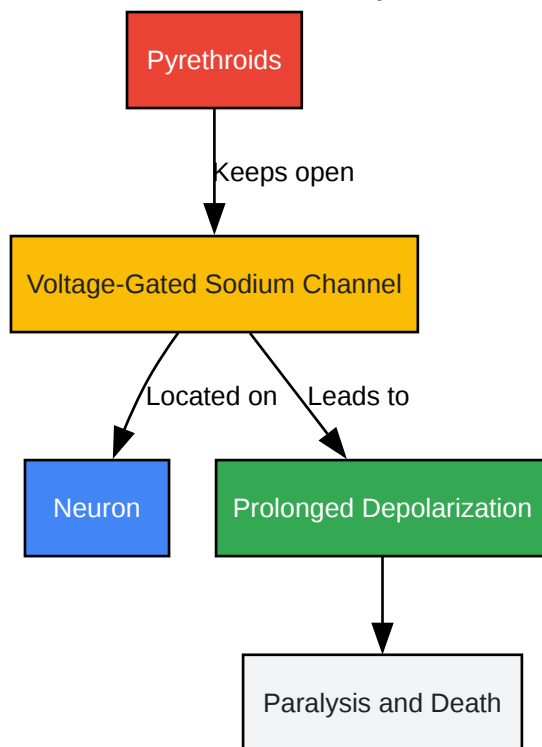 Pyrethroids
Keeps open
Voltage-Gated Sodium Channel
Located on
Leads to
Neuron
Prolonged Depolarization
Paralysis and Death